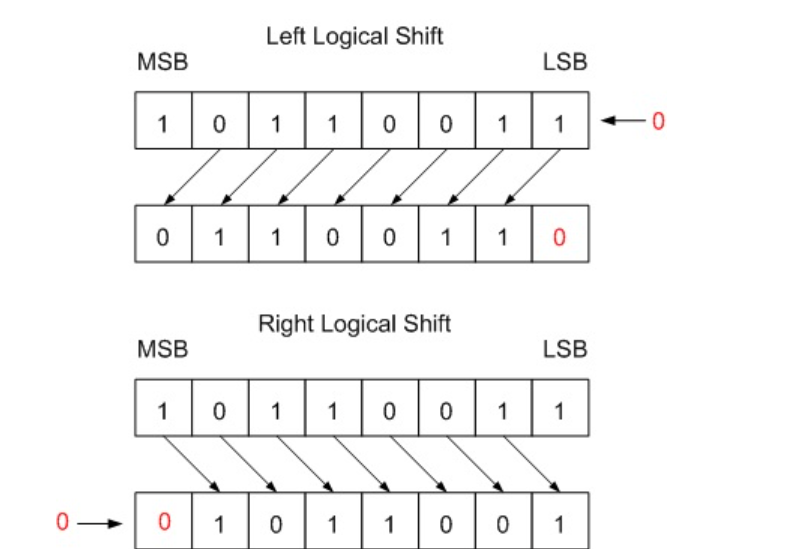 Left Logical Shift
MSB LSB
1 0 1 1 0 0 1 1 0
0 1 1 0 0 1 1 0
Right Logical Shift
MSB LSB
1 0 1 1 0 0 1 1
0 0 1 0 1 1 0 0 1